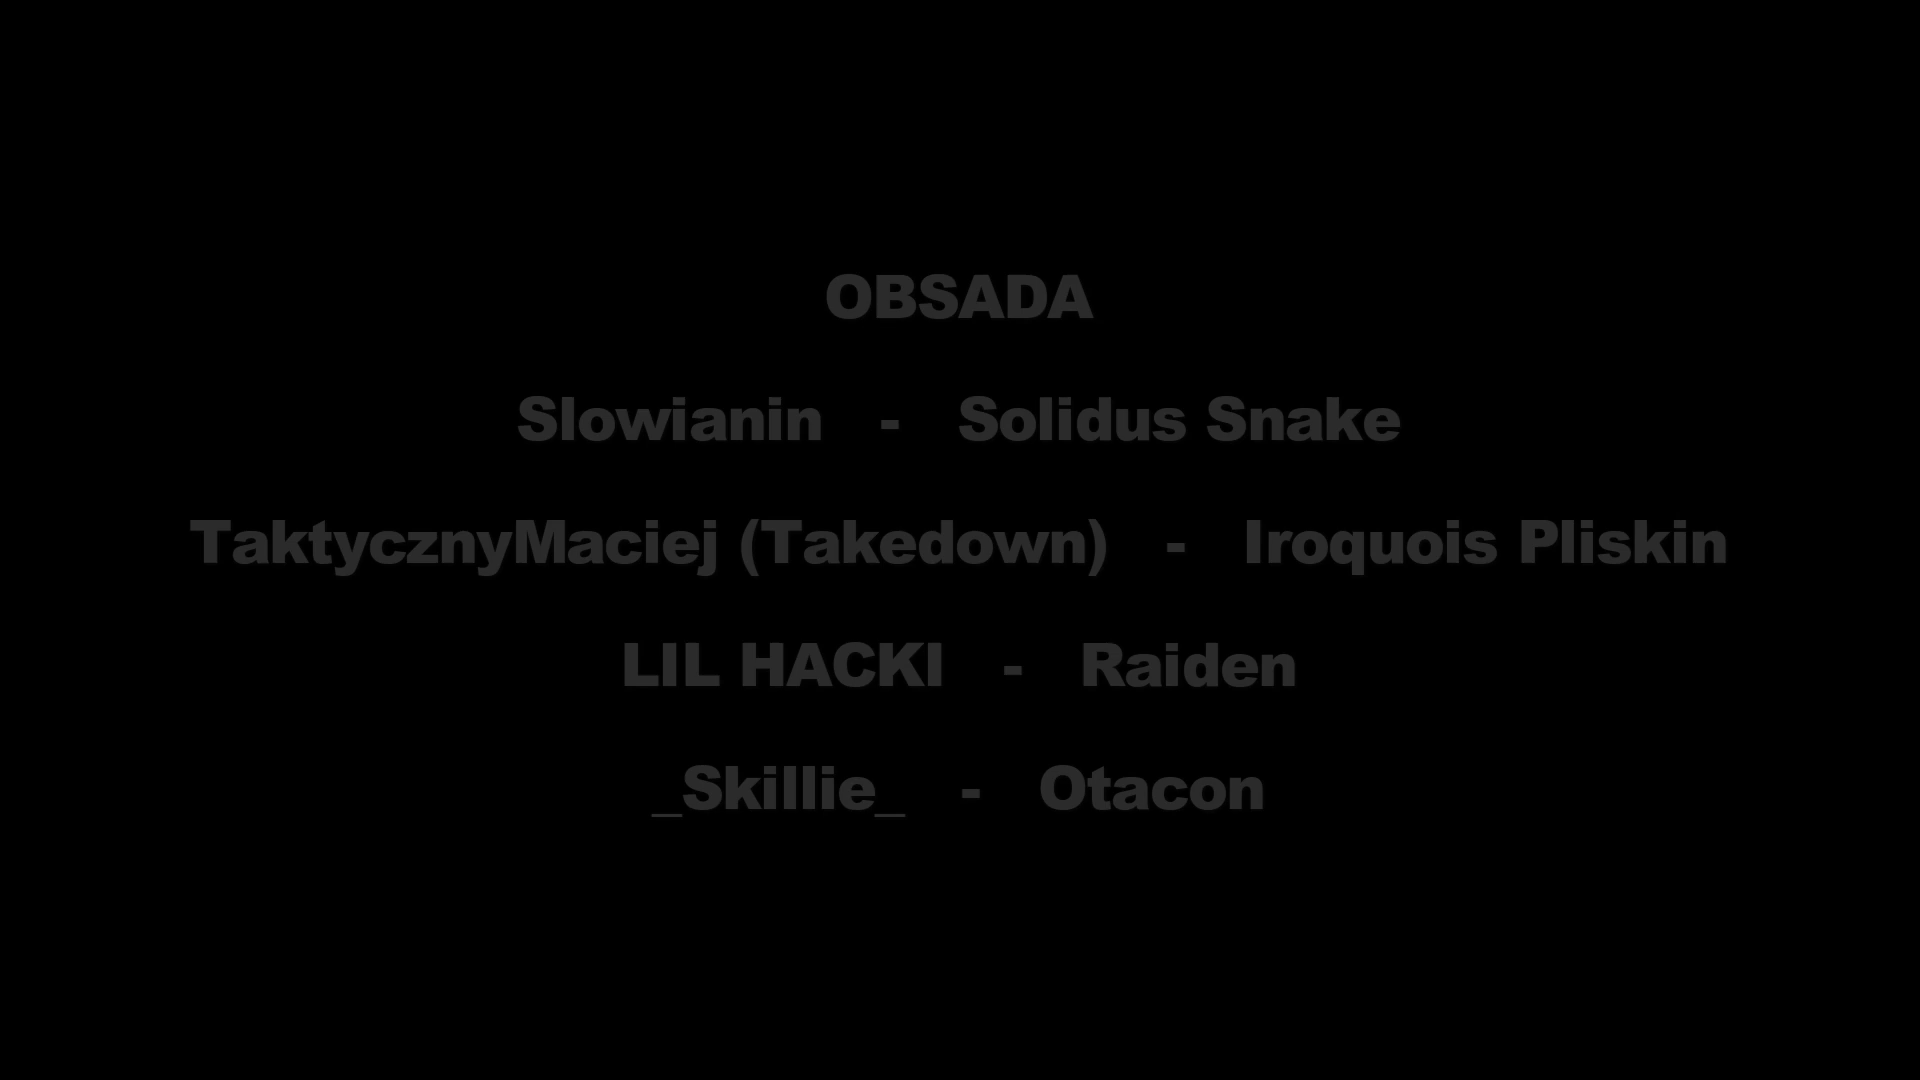 OBSADA
Slowianin - Solidus Snake
TaktycznyMaciej (Takedown) - Iroquois Pliskin
LIL HACKI - Raiden
_Skillie_ - Otacon